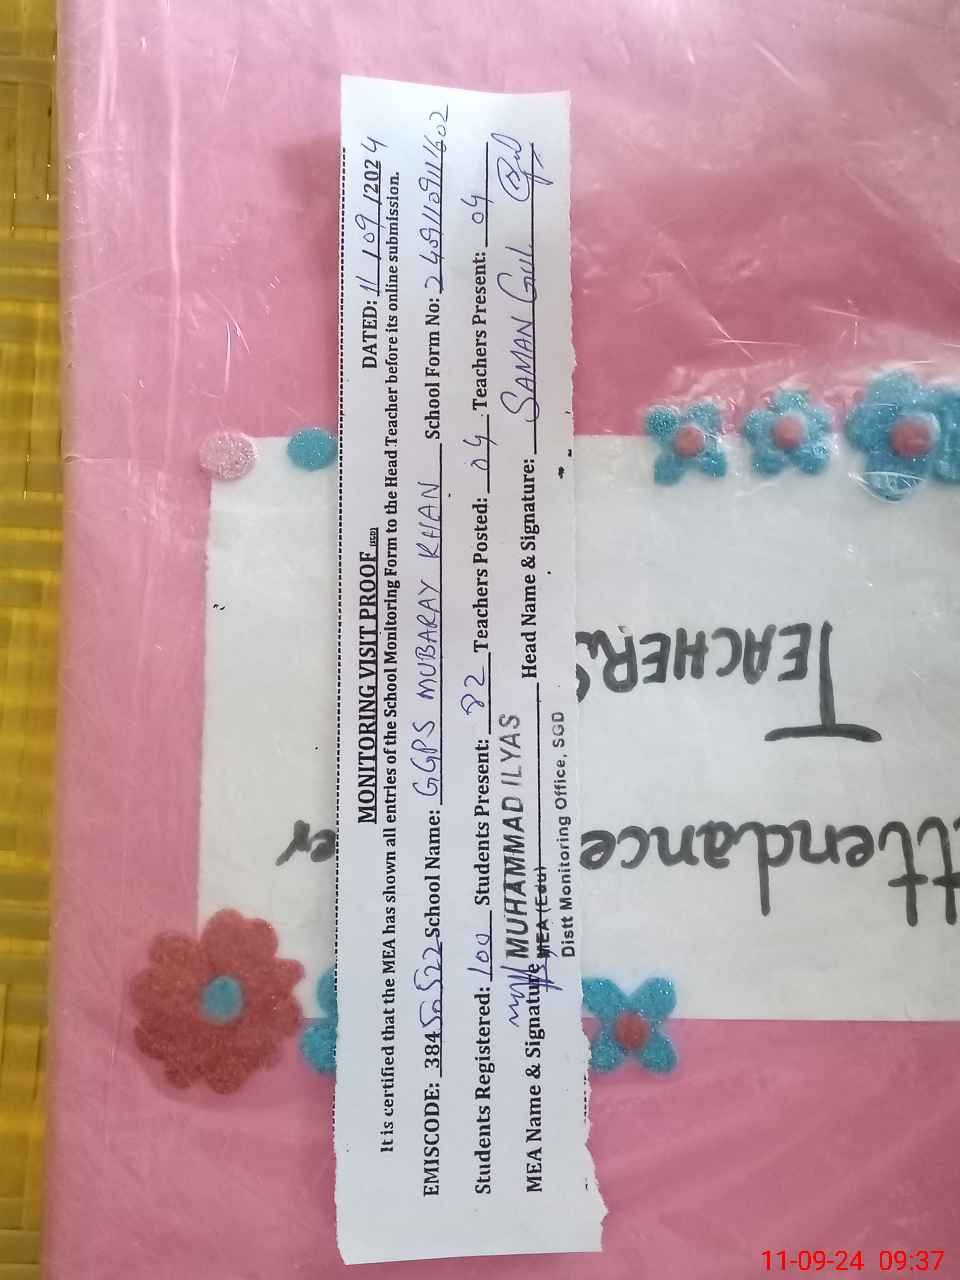 MONITORING VISIT PROOF (SGD)
DATED: 11/09/2024
It is certified that the MEA has shown all entries of the School Monitoring Form to the Head Teacher before its online submission.
EMISCODE: 38450522 School Name: GGPS MUBARAY KHAN School Form No: 2409110911602
Students Registered: 100 Students Present: 82 Teachers Posted: 04 Teachers Present: 04
MEA Name & Signature MUHAMMAD ILYAS Head Name & Signature: SAMAN GUL
MEA (Edu)
Distt Monitoring Office, SGD
TEACHERS
ttendance
er
11-09-24 09:37